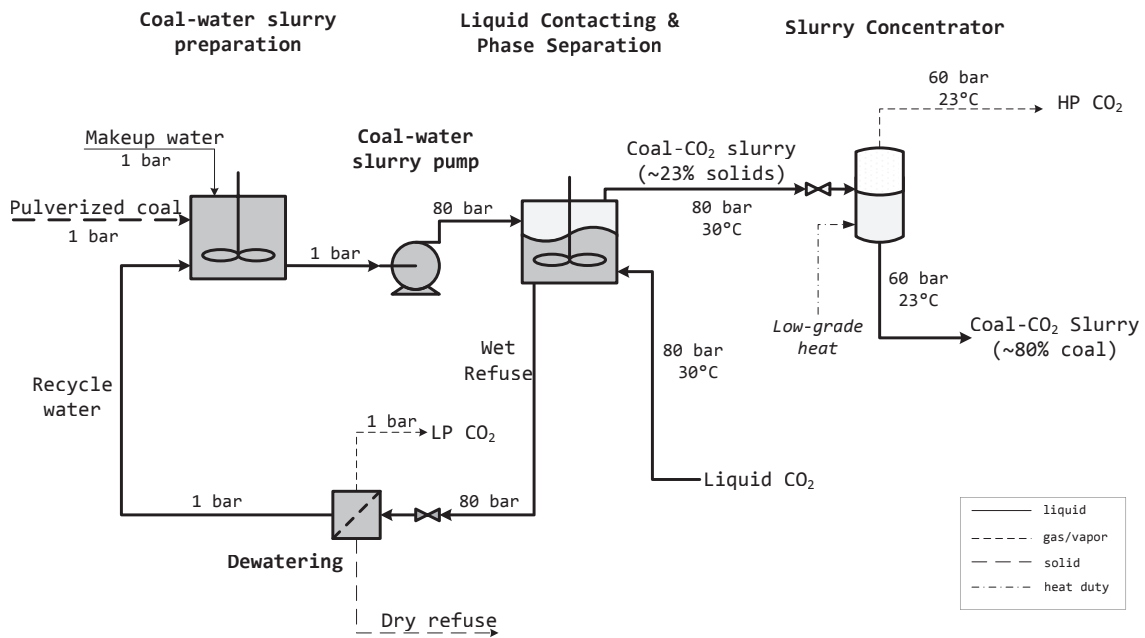 Coal-water slurry
preparation
Liquid Contacting &
Phase Separation
Slurry Concentrator
60 bar
23°C
HP CO₂
Makeup water
1 bar
Coal-water
slurry pump
Coal-CO₂ slurry
(~23% solids)
Pulverized coal
1 bar
80 bar
80 bar
30°C
1 bar
60 bar
23°C
Low-grade
heat
Coal-CO₂ Slurry
(~80% coal)
Wet
Refuse
80 bar
30°C
Recycle
water
1 bar
LP CO₂
Liquid CO₂
1 bar
80 bar
Dewatering
Dry refuse
liquid
gas/vapor
solid
heat duty